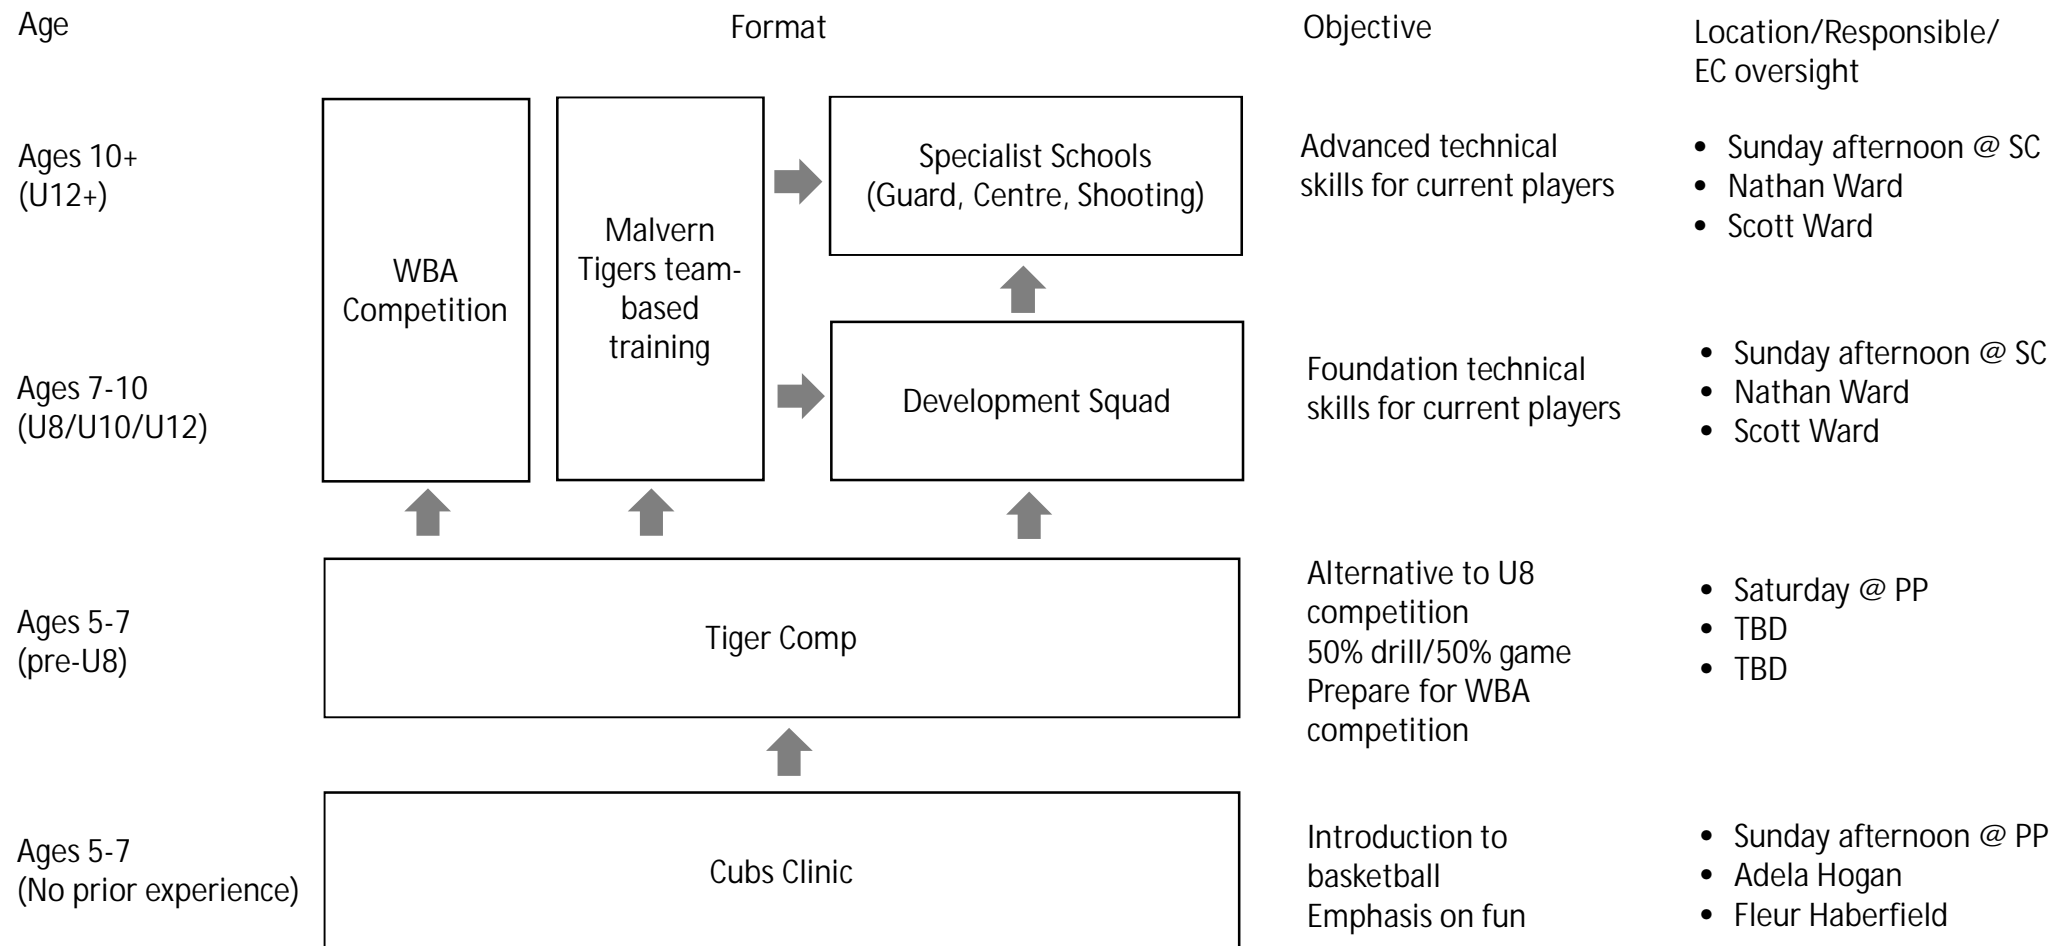 Age
Format
Objective
Location/Responsible/
EC oversight
Ages 10+
(U12+)
WBA
Competition
Malvern
Tigers team-
based
training
Specialist Schools
(Guard, Centre, Shooting)
Advanced technical
skills for current players
• Sunday afternoon @ SC
• Nathan Ward
• Scott Ward
Ages 7-10
(U8/U10/U12)
Development Squad
Foundation technical
skills for current players
• Sunday afternoon @ SC
• Nathan Ward
• Scott Ward
Ages 5-7
(pre-U8)
Tiger Comp
Alternative to U8
competition
50% drill/50% game
Prepare for WBA
competition
• Saturday @ PP
• TBD
• TBD
Ages 5-7
(No prior experience)
Cubs Clinic
Introduction to
basketball
Emphasis on fun
• Sunday afternoon @ PP
• Adela Hogan
• Fleur Haberfield